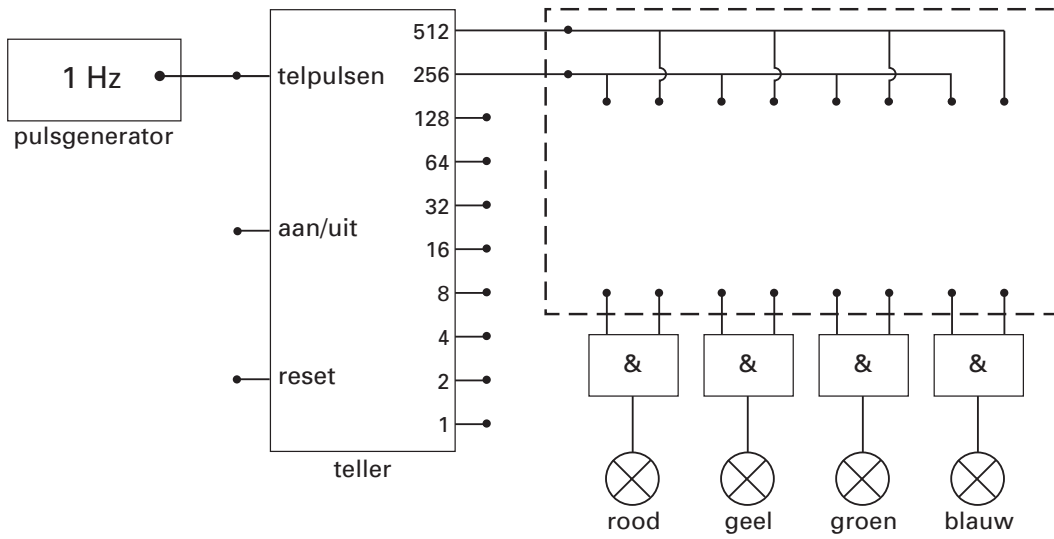 1 Hz
pulsgenerator
telpulsen
aan/uit
reset
512
256
128
64
32
16
8
4
2
1
teller
& & & &
rood geel groen blauw